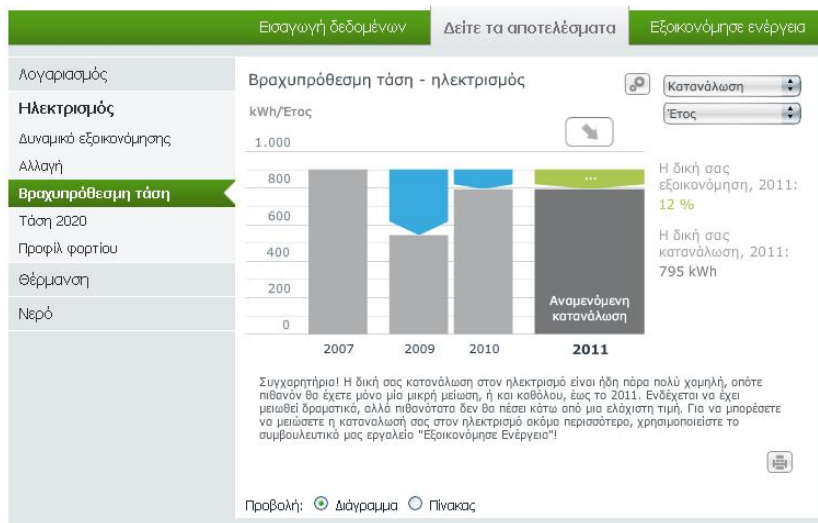 Εισαγωγή δεδομένων
Δείτε τα αποτελέσματα
Εξοικονόμησε ενέργεια
Λογαριασμός
Ηλεκτρισμός
Δυναμικό εξοικονόμησης
Αλλαγή
Βραχυπρόθεσμη τάση
Τάση 2020
Προφίλ φορτίου
Θέρμανση
Νερό
Βραχυπρόθεσμη τάση - ηλεκτρισμός
Κατανάλωση
Έτος
kWh/Έτος
1.000
800
600
400
200
0
...
Αναμενόμενη
κατανάλωση
2007 2009 2010 2011
Η δική σας
εξοικονόμηση, 2011:
12 %
Η δική σας
κατανάλωση, 2011:
795 kWh
Συγχαρητήρια! Η δική σας κατανάλωση στον ηλεκτρισμό είναι ήδη πάρα πολύ χαμηλή, οπότε
πιθανόν θα έχετε μόνο μία μικρή μείωση, ή και καθόλου, έως το 2011. Ενδέχεται να έχει
μειωθεί δραματικά, αλλά πιθανότατα δεν θα πέσει κάτω από μια ελάχιστη τιμή. Για να μπορέσετε
να μειώσετε η καταναλωσή σας στον ηλεκτρισμό ακόμα περισσότερο, χρησιμοποιείστε το
συμβουλευτικό μας εργαλείο "Εξοικονόμησε Ενέργεια"!
Προβολή: Διάγραμμα Πίνακας